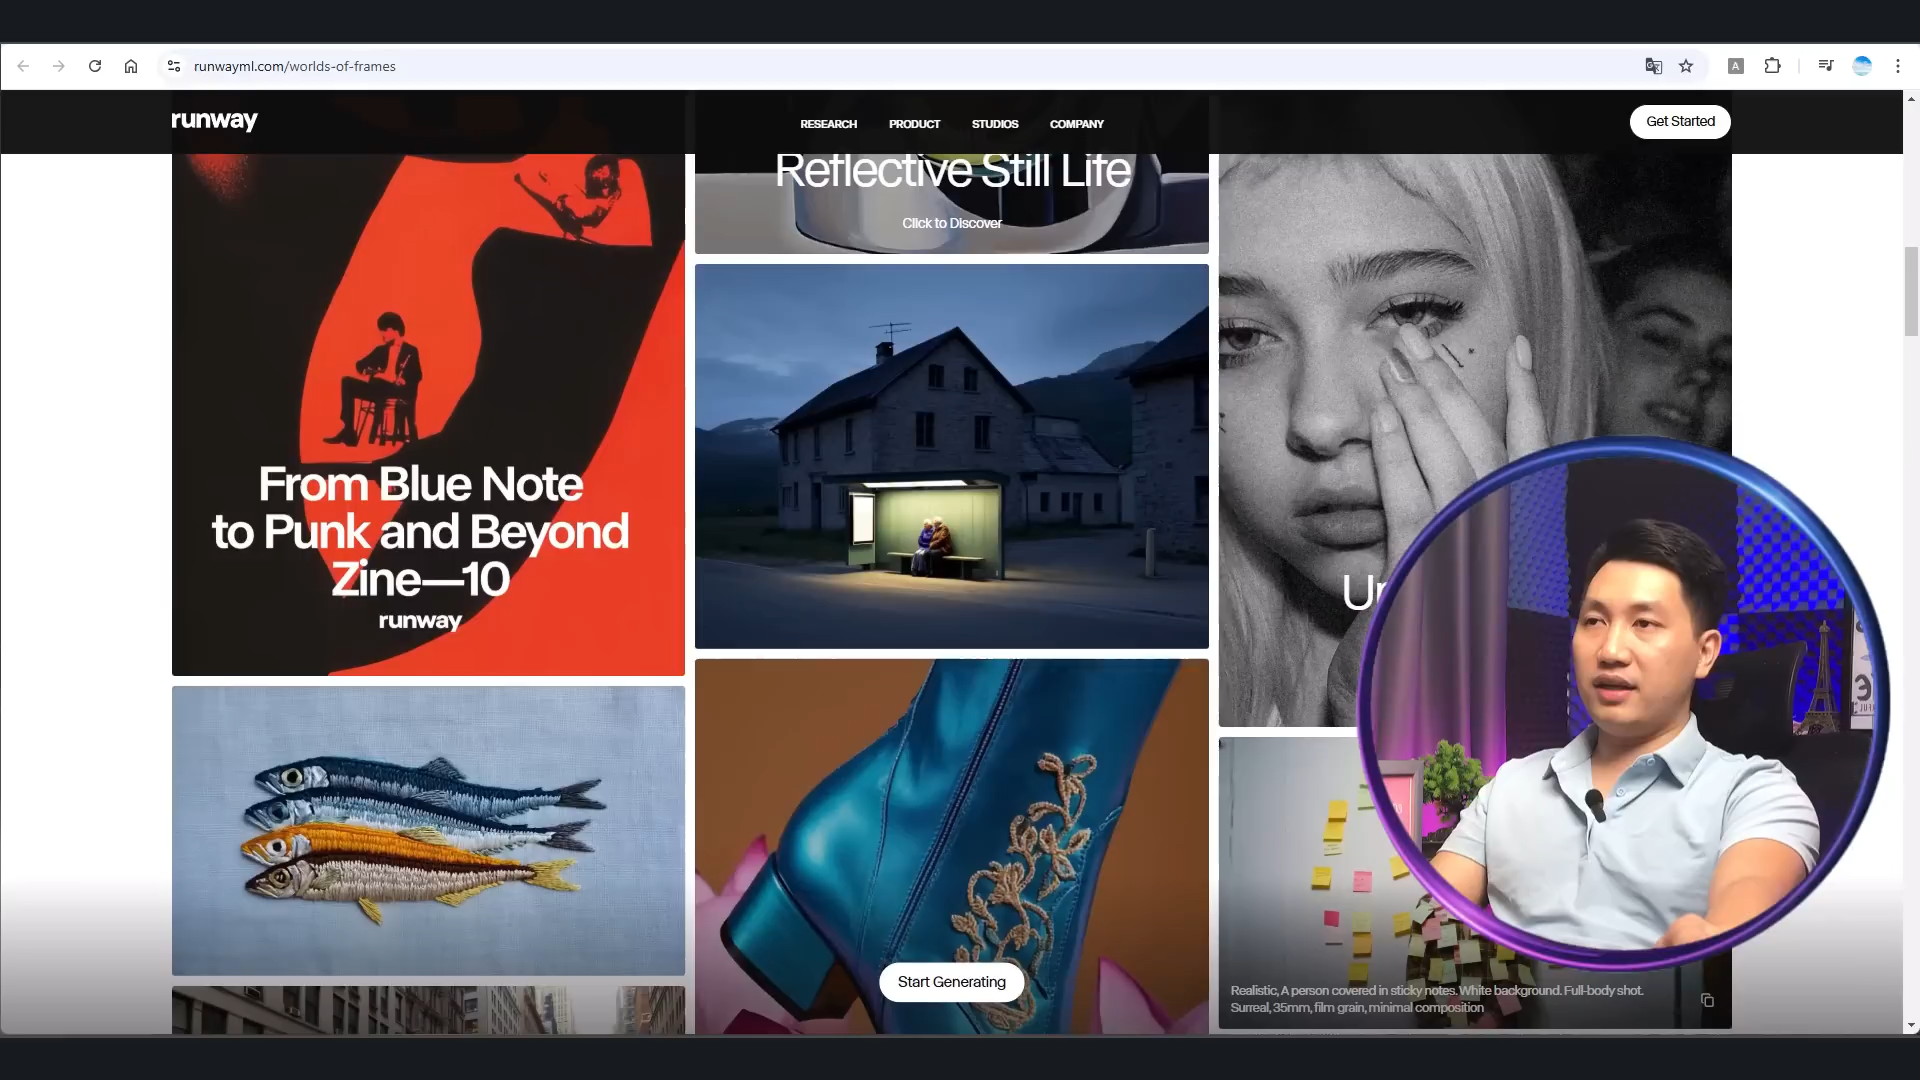 runwayml.com/worlds-of-frames
A
runway
RESEARCH
PRODUCT
STUDIOS
COMPANY
Get Started
Reflective Still Life
Click to Discover
From Blue Note
to Punk and Beyond
Zine—10
runway
Start Generating
Realistic, A person covered in sticky notes. White background. Full-body shot.
Surreal, 35mm, film grain, minimal composition